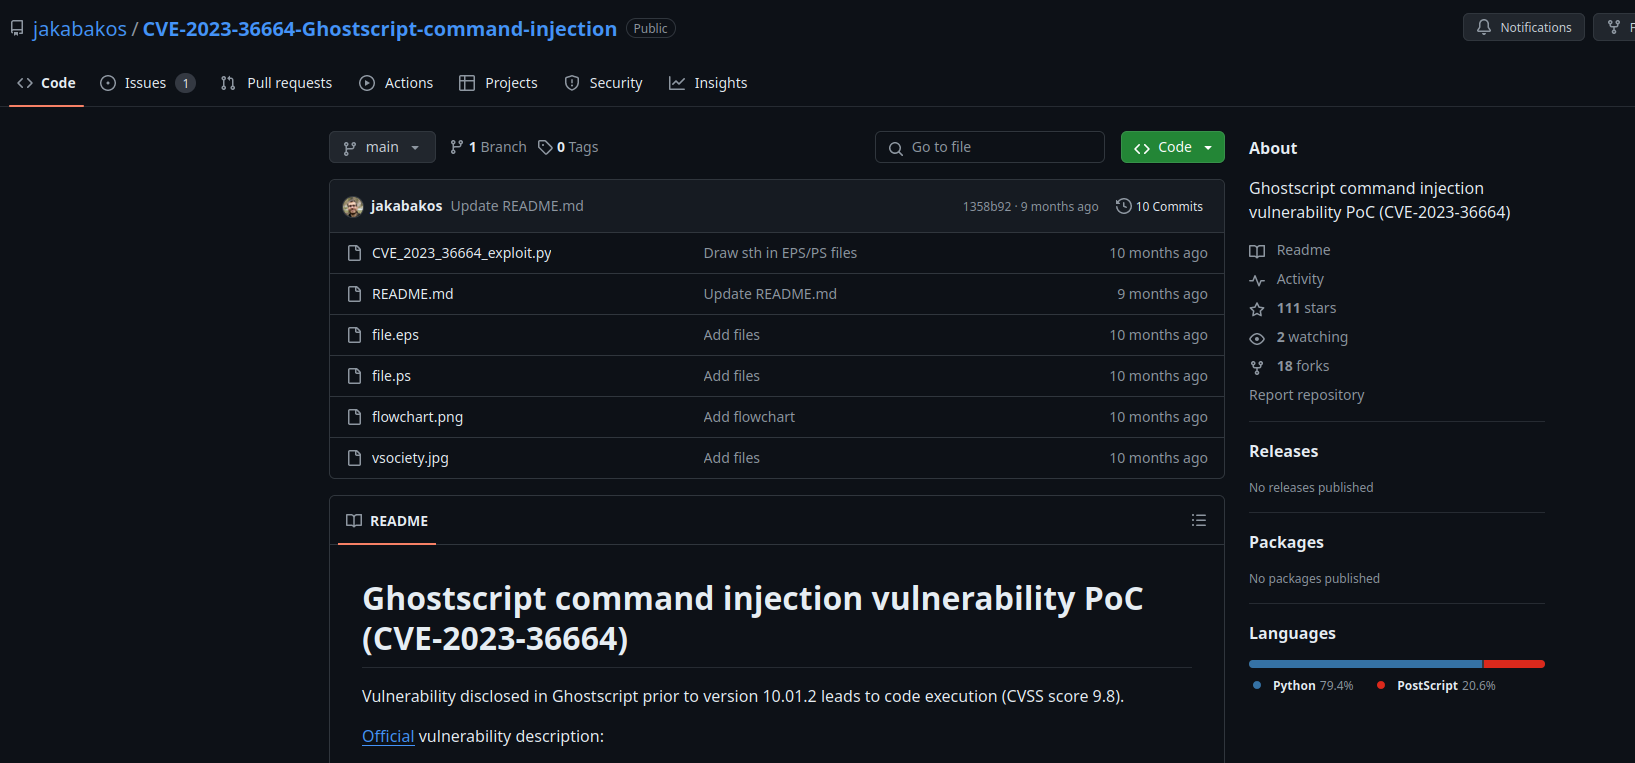 jakabakos / CVE-2023-36664-Ghostscript-command-injection Public Notifications F
Code Issues 1 Pull requests Actions Projects Security Insights
main 1 Branch 0 Tags Go to file Code
jakabakos Update README.md 1358b92 · 9 months ago 10 Commits
CVE_2023_36664_exploit.py Draw sth in EPS/PS files 10 months ago
README.md Update README.md 9 months ago
file.eps Add files 10 months ago
file.ps Add files 10 months ago
flowchart.png Add flowchart 10 months ago
vsociety.jpg Add files 10 months ago
README
Ghostscript command injection vulnerability PoC
(CVE-2023-36664)
Vulnerability disclosed in Ghostscript prior to version 10.01.2 leads to code execution (CVSS score 9.8).
Official vulnerability description:
About
Ghostscript command injection
vulnerability PoC (CVE-2023-36664)
Readme
Activity
111 stars
2 watching
18 forks
Report repository
Releases
No releases published
Packages
No packages published
Languages
Python 79.4% PostScript 20.6%